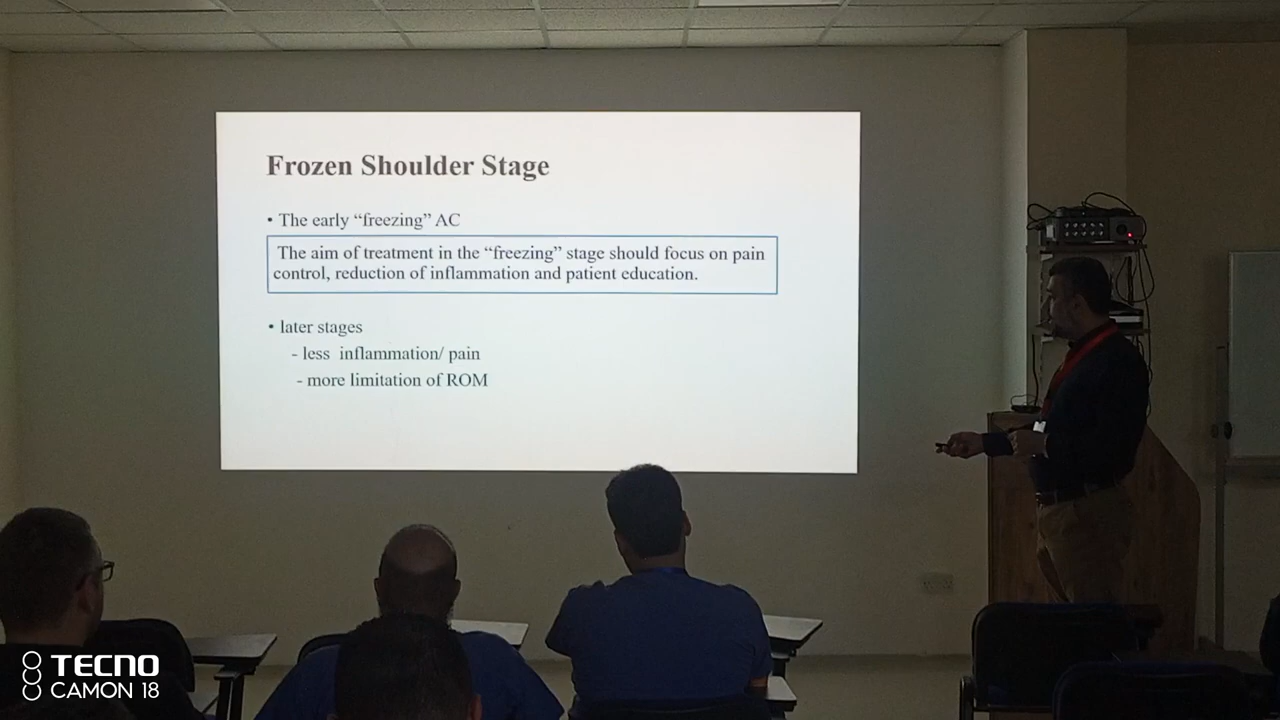 Frozen Shoulder Stage
• The early “freezing” AC
The aim of treatment in the “freezing” stage should focus on pain
control, reduction of inflammation and patient education.
• later stages
- less inflammation/ pain
- more limitation of ROM
TECNO
CAMON 18